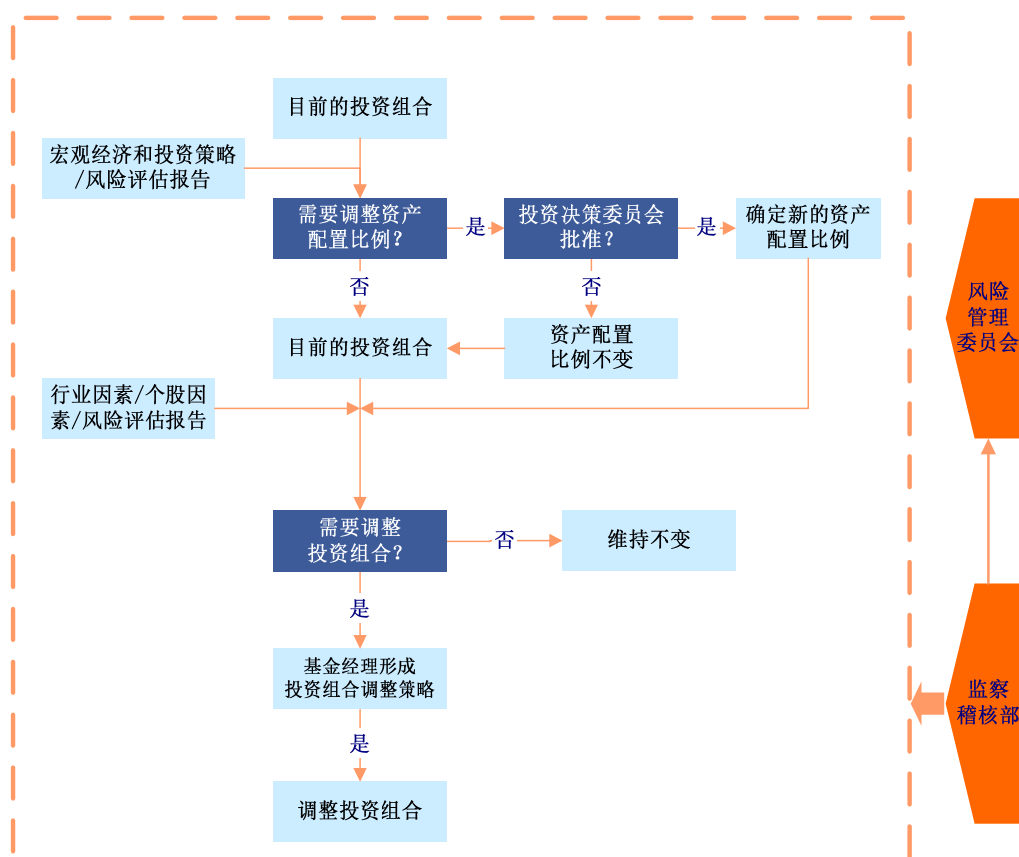 目前的投资组合
宏观经济和投资策略
/风险评估报告
需要调整资产
配置比例？
是
投资决策委员会
批准？
是
确定新的资产
配置比例
否
否
目前的投资组合
资产配置
比例不变
行业因素/个股因
素/风险评估报告
需要调整
投资组合？
否
维持不变
是
基金经理形成
投资组合调整策略
是
调整投资组合
风险
管理
委员会
监察
稽核部